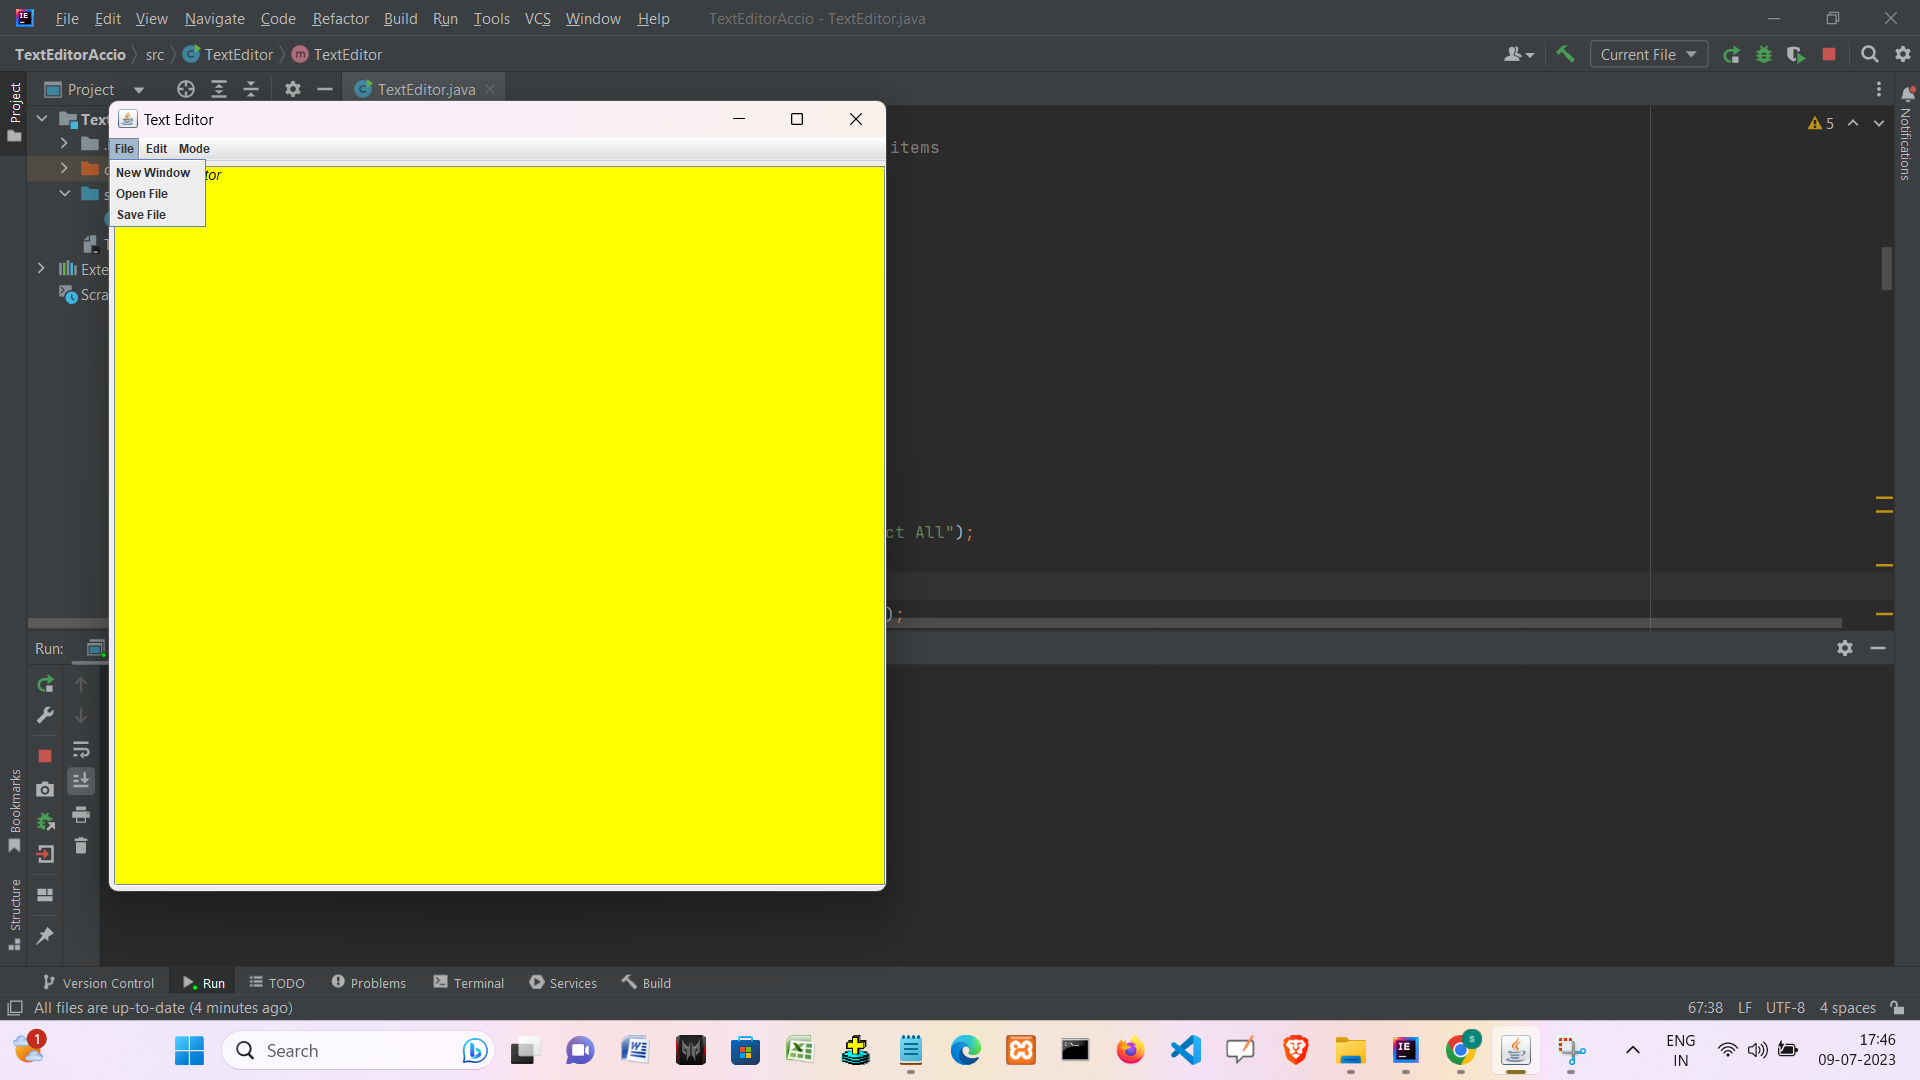 File Edit View Navigate Code Refactor Build Run Tools VCS Window Help TextEditorAccio - TextEditor.java
TextEditorAccio src TextEditor TextEditor Current File
Project TextEditor.java
Project
Notifications
Text Editor
5
File Edit Mode
items
New Window
Open File
Save File
tor
Text
Exte
Scra
ct All");
);
Run:
Bookmarks
Structure
Version Control Run TODO Problems Terminal Services Build
All files are up-to-date (4 minutes ago) 67:38 LF UTF-8 4 spaces
1
Search
ENG
IN
17:46
09-07-2023